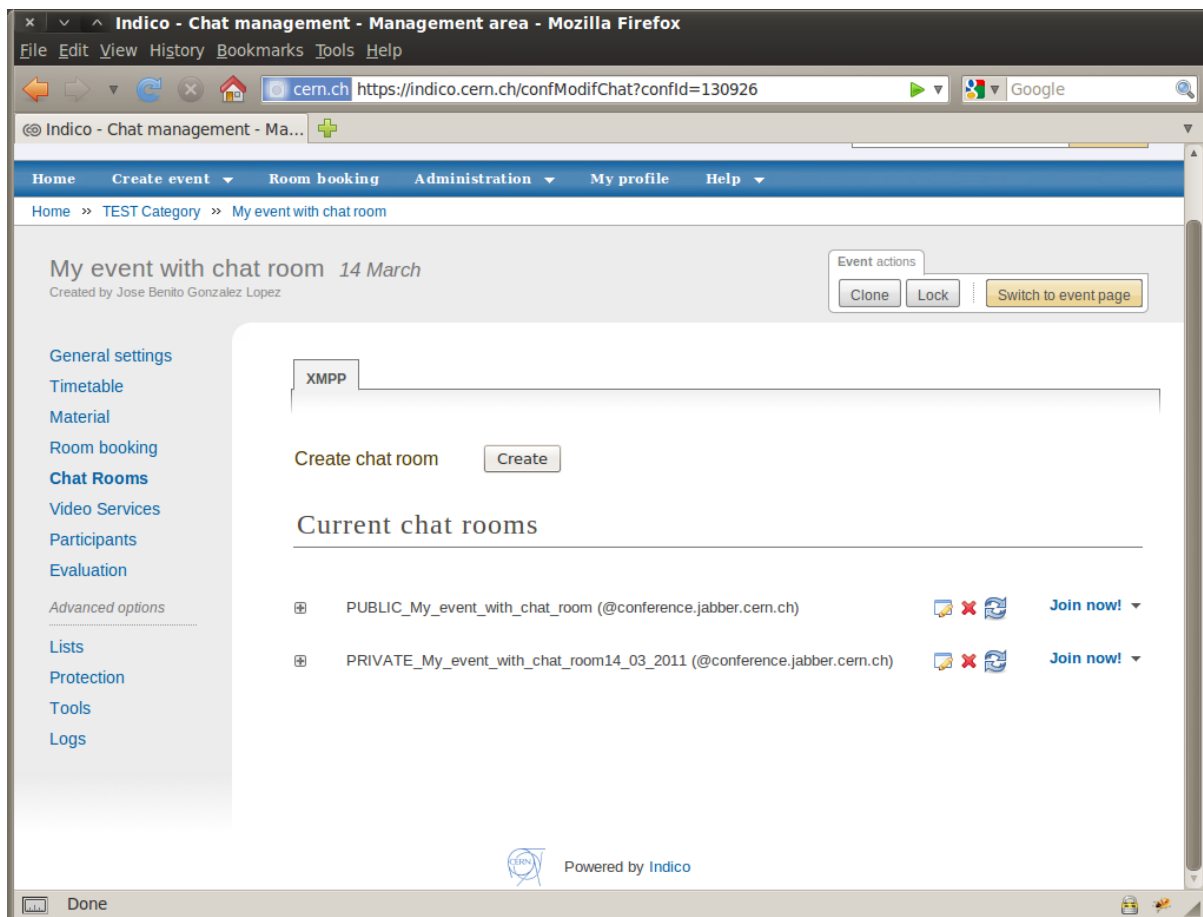 Indico - Chat management - Management area - Mozilla Firefox
File Edit View History Bookmarks Tools Help
cern.ch https://indico.cern.ch/confModifChat?confId=130926 Google
Indico - Chat management - Ma...
Home Create event Room booking Administration My profile Help
Home » TEST Category » My event with chat room
My event with chat room 14 March
Created by Jose Benito Gonzalez Lopez
Event actions
Clone Lock Switch to event page
General settings
Timetable
Material
Room booking
Chat Rooms
Video Services
Participants
Evaluation
Advanced options
Lists
Protection
Tools
Logs
XMPP
Create chat room Create
Current chat rooms
PUBLIC_My_event_with_chat_room (@conference.jabber.cern.ch) Join now!
PRIVATE_My_event_with_chat_room14_03_2011 (@conference.jabber.cern.ch) Join now!
CERN Powered by Indico
Done